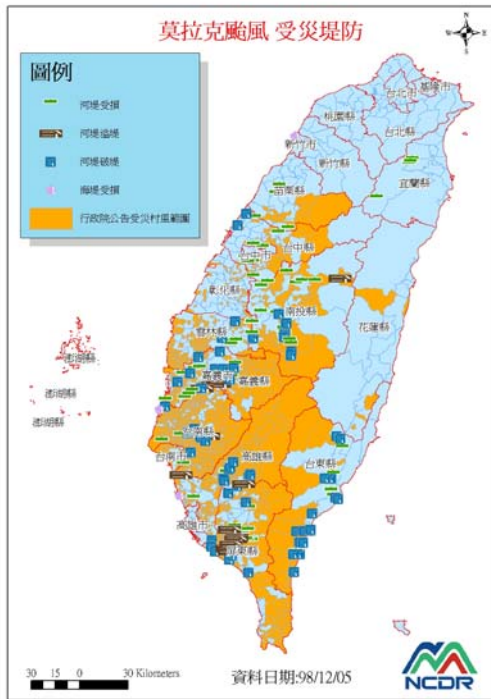 莫拉克颱風 受災堤防
N
W
E
S
圖例
河堤受損
河堤溢堤
河堤破堤
海堤受損
行政院公告受災村里範圍
基隆市
台北市
桃園縣
台北縣
新竹市
新竹縣
宜蘭縣
苗栗縣
台中縣
台中市
彰化縣
南投縣
花蓮縣
雲林縣
澎湖縣
嘉義市
嘉義縣
澎湖縣
台南縣
台南市
高雄縣
台東縣
高雄市
屏東縣
30 15 0 30 Kilometers
資料日期:98/12/05
NCDR